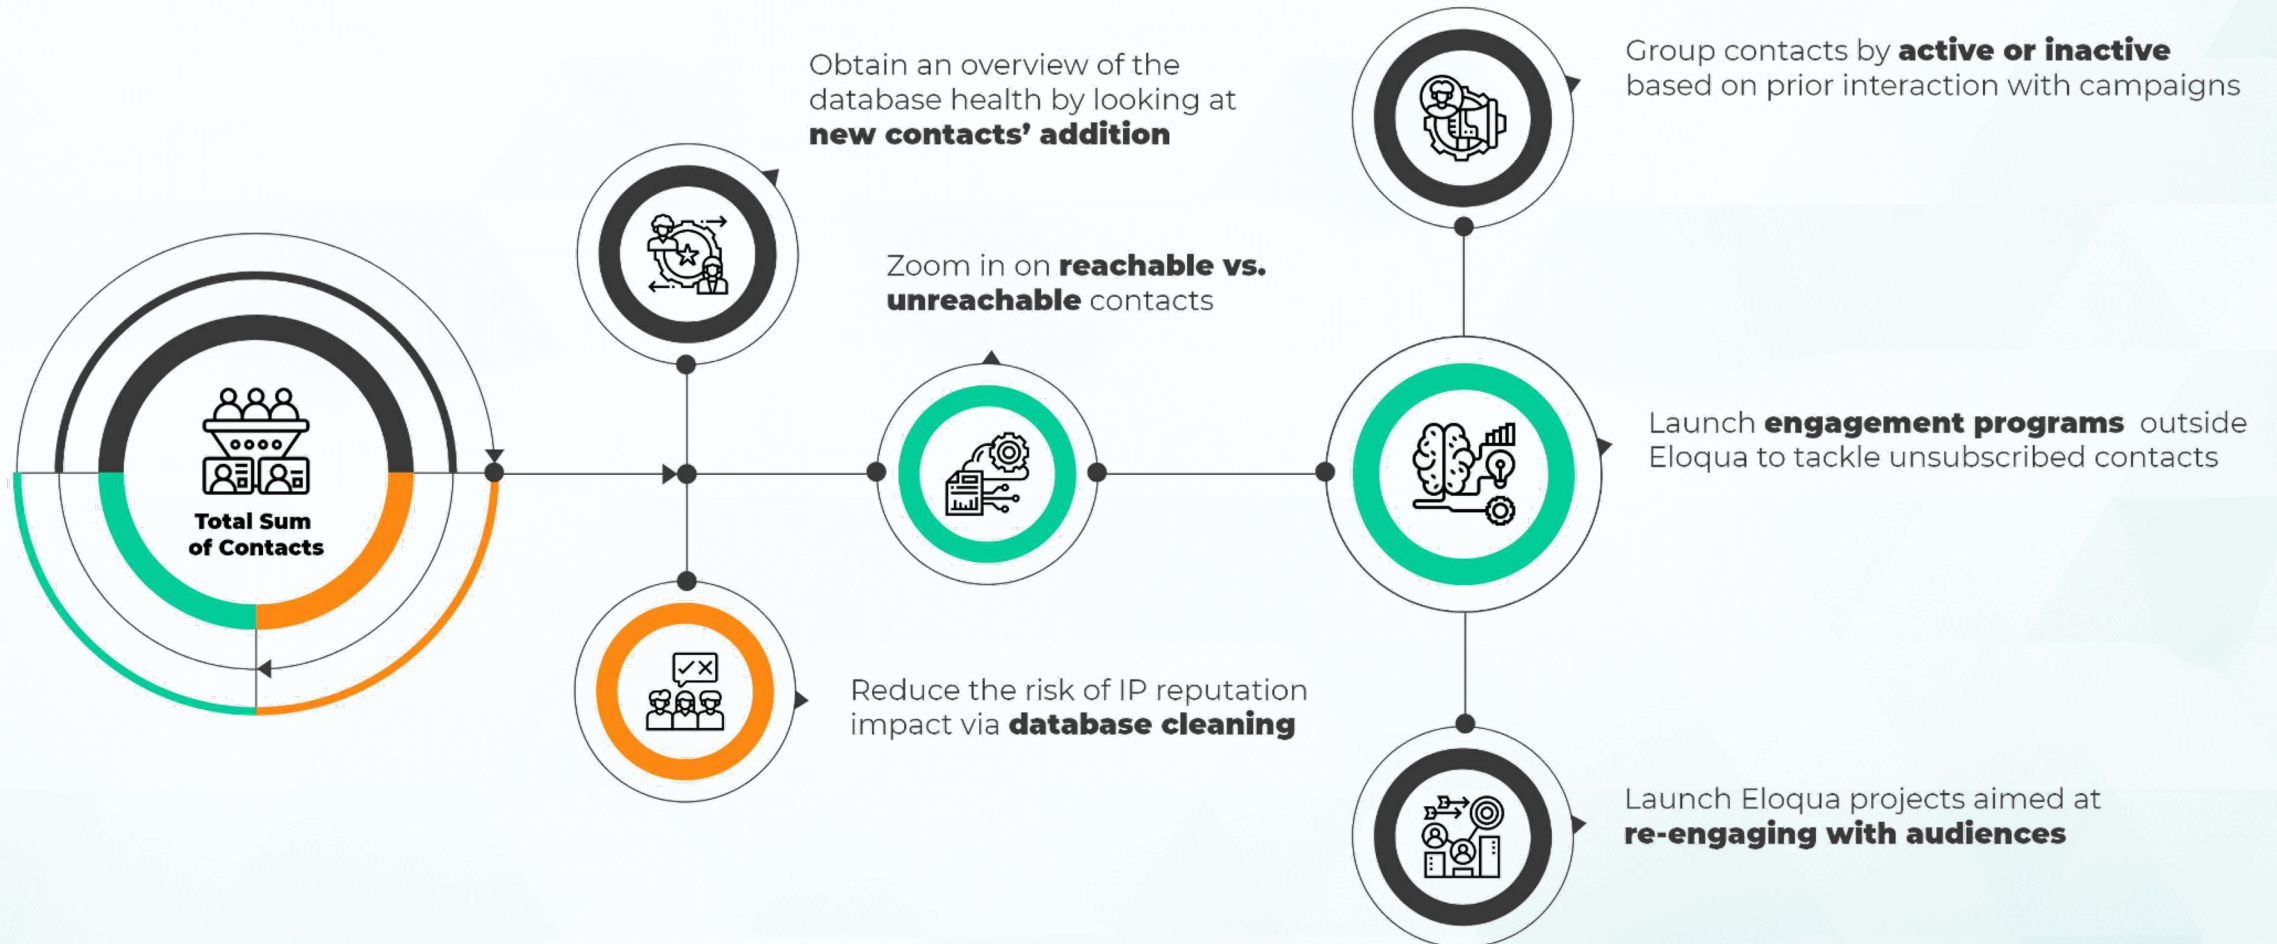 Obtain an overview of the
database health by looking at
new contacts’ addition
Group contacts by active or inactive
based on prior interaction with campaigns
Zoom in on reachable vs.
unreachable contacts
Total Sum
of Contacts
Launch engagement programs outside
Eloqua to tackle unsubscribed contacts
Reduce the risk of IP reputation
impact via database cleaning
Launch Eloqua projects aimed at
re-engaging with audiences